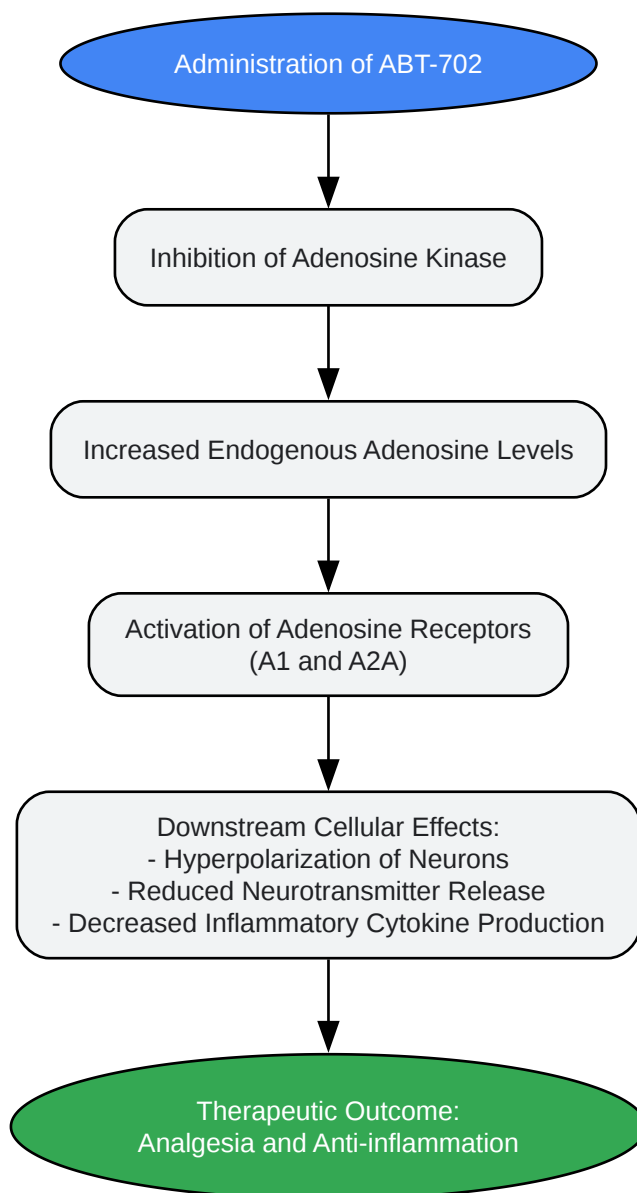 Administration of ABT-702
Inhibition of Adenosine Kinase
Increased Endogenous Adenosine Levels
Activation of Adenosine Receptors
(A1 and A2A)
Downstream Cellular Effects:
- Hyperpolarization of Neurons
- Reduced Neurotransmitter Release
- Decreased Inflammatory Cytokine Production
Therapeutic Outcome:
Analgesia and Anti-inflammation